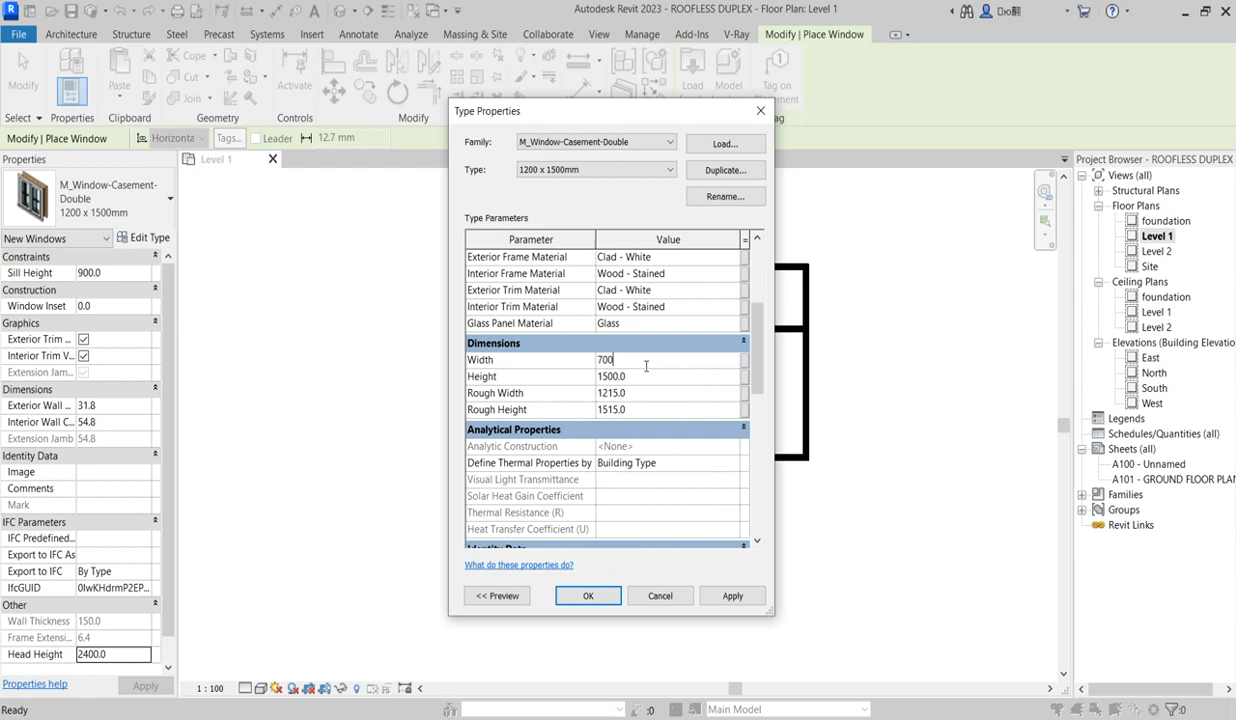 Autodesk Revit 2023 - ROOFLESS DUPLEX - Floor Plan: Level 1
File Architecture Structure Steel Precast Systems Insert Annotate Analyze Massing & Site Collaborate View Manage Add-Ins V-Ray Modify | Place Window
Modify Paste Cope Cut Join Activate Load Model Tag on
Select Properties Clipboard Geometry Controls Modify
Modify | Place Window Horizonta Tags... Leader 12.7 mm
Properties
M_Window-Casement-
Double
1200 x 1500mm
New Windows Edit Type
Constraints
Sill Height 900.0
Construction
Window Inset 0.0
Graphics
Exterior Trim ...
Interior Trim V...
Extension Jam...
Dimensions
Exterior Wall ... 31.8
Interior Wall C... 54.8
Extension Jamb 54.8
Identity Data
Image
Comments
Mark
IFC Parameters
IFC Predefined...
Export to IFC As
Export to IFC By Type
IfcGUID 0IwKHdrmP2EP...
Other
Wall Thickness 150.0
Frame Extensi... 6.4
Head Height 2400.0
Properties help Apply
Ready
Level 1
Type Properties
Family: M_Window-Casement-Double Load...
Type: 1200 x 1500mm Duplicate...
Rename...
Type Parameters
Parameter Value =
Exterior Frame Material Clad - White
Interior Frame Material Wood - Stained
Exterior Trim Material Clad - White
Interior Trim Material Wood - Stained
Glass Panel Material Glass
Dimensions
Width 700
Height 1500.0
Rough Width 1215.0
Rough Height 1515.0
Analytical Properties
Analytic Construction <None>
Define Thermal Properties by Building Type
Visual Light Transmittance
Solar Heat Gain Coefficient
Thermal Resistance (R)
Heat Transfer Coefficient (U)
Identity Data
What do these properties do?
<< Preview OK Cancel Apply
Project Browser - ROOFLESS DUPLEX
Views (all)
Structural Plans
Floor Plans
foundation
Level 1
Level 2
Site
Ceiling Plans
foundation
Level 1
Level 2
Elevations (Building Elevatio
East
North
South
West
Legends
Schedules/Quantities (all)
Sheets (all)
A100 - Unnamed
A101 - GROUND FLOOR PLAN
Families
Groups
Revit Links
1 : 100
:0 Main Model :0